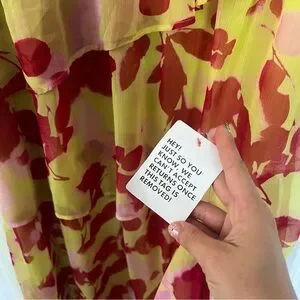 HEY!
JUST SO YOU
KNOW, WE
CAN'T ACCEPT
RETURNS ONCE
THIS TAG IS
REMOVED!